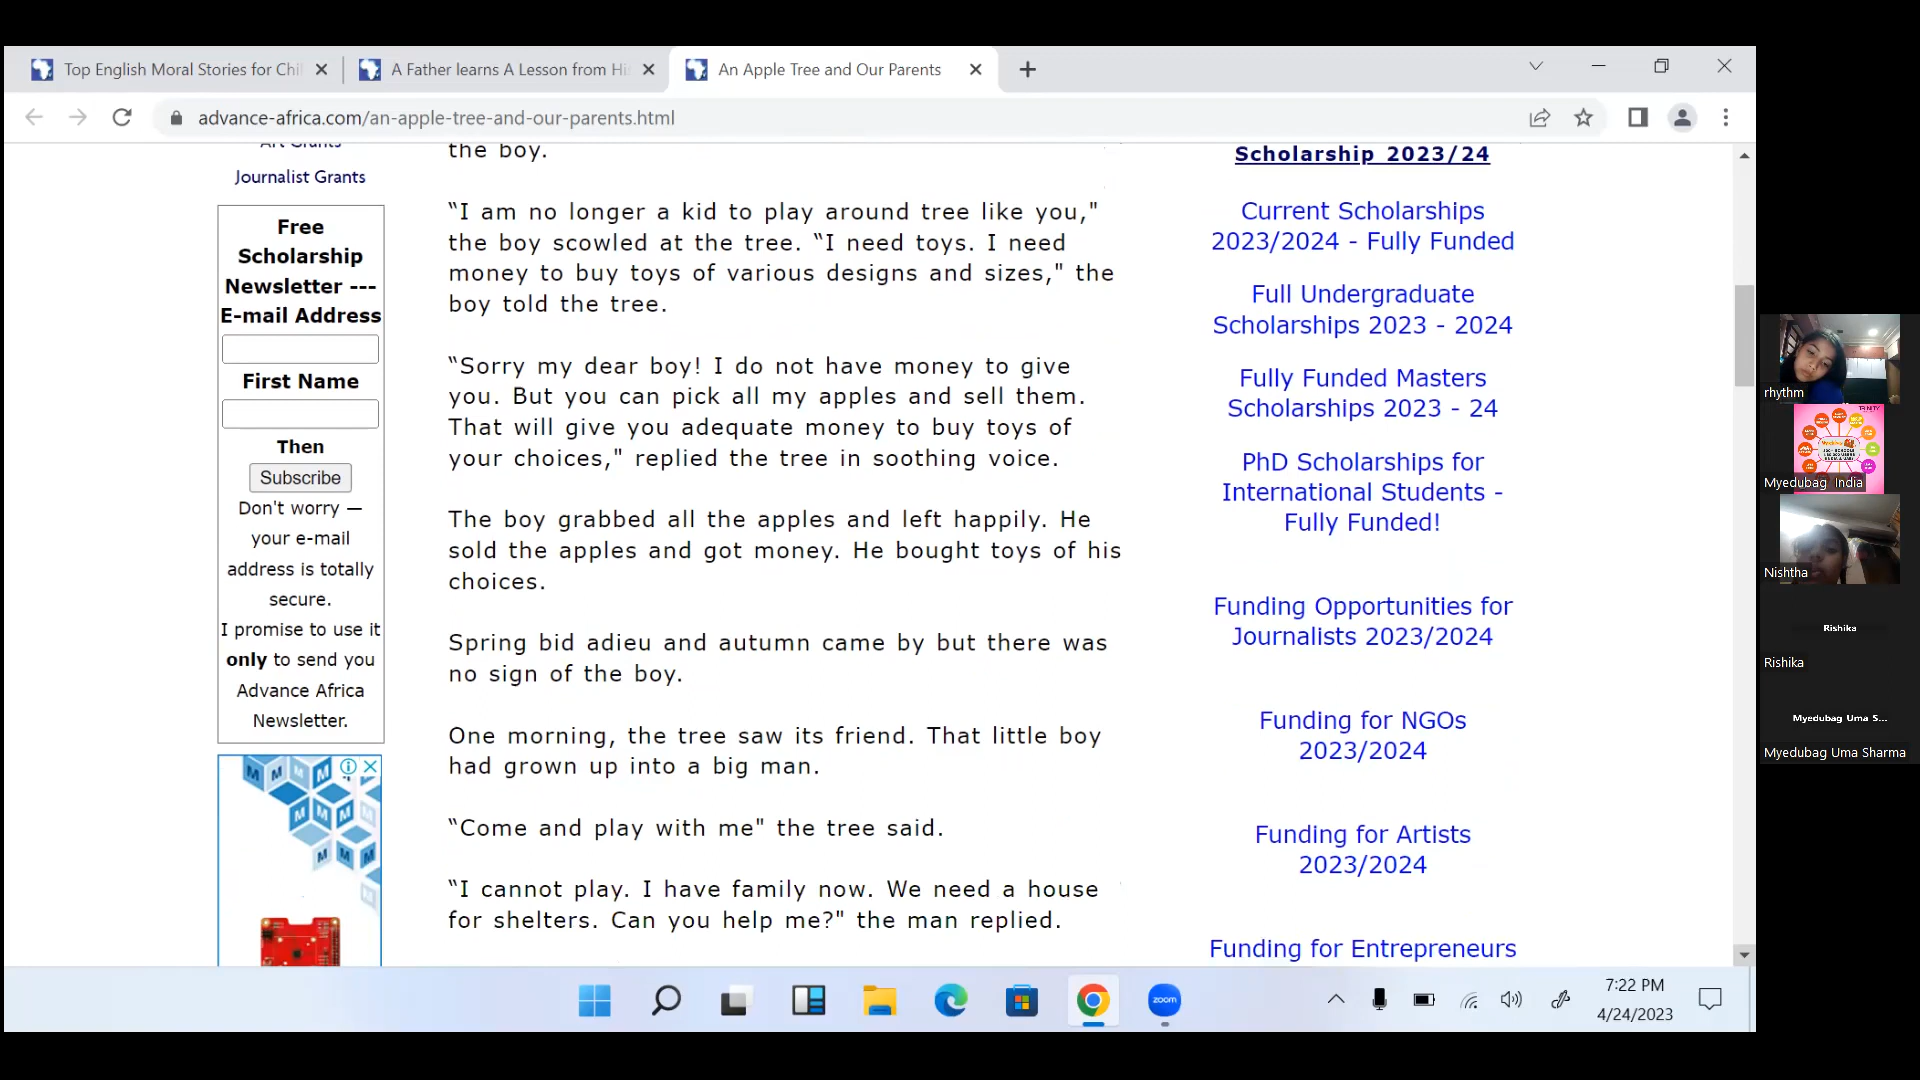 Top English Moral Stories for Chi
A Father learns A Lesson from Hi
An Apple Tree and Our Parents
advance-africa.com/an-apple-tree-and-our-parents.html
Art Grants
Journalist Grants
Free
Scholarship
Newsletter ---
E-mail Address
First Name
Then
Subscribe
Don't worry —
your e-mail
address is totally
secure.
I promise to use it
only to send you
Advance Africa
Newsletter.
the boy.
“I am no longer a kid to play around tree like you,"
the boy scowled at the tree. “I need toys. I need
money to buy toys of various designs and sizes," the
boy told the tree.
“Sorry my dear boy! I do not have money to give
you. But you can pick all my apples and sell them.
That will give you adequate money to buy toys of
your choices," replied the tree in soothing voice.
The boy grabbed all the apples and left happily. He
sold the apples and got money. He bought toys of his
choices.
Spring bid adieu and autumn came by but there was
no sign of the boy.
One morning, the tree saw its friend. That little boy
had grown up into a big man.
“Come and play with me" the tree said.
“I cannot play. I have family now. We need a house
for shelters. Can you help me?" the man replied.
Scholarship 2023/24
Current Scholarships
2023/2024 - Fully Funded
Full Undergraduate
Scholarships 2023 - 2024
Fully Funded Masters
Scholarships 2023 - 24
PhD Scholarships for
International Students -
Fully Funded!
Funding Opportunities for
Journalists 2023/2024
Funding for NGOs
2023/2024
Funding for Artists
2023/2024
Funding for Entrepreneurs
rhythm
Myedubag India
Nishtha
Rishika
Rishika
Myedubag Uma S...
Myedubag Uma Sharma
zoom
7:22 PM
4/24/2023